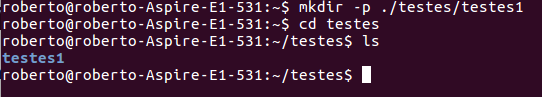 roberto@roberto-Aspire-E1-531:~$ mkdir -p ./testes/testes1
roberto@roberto-Aspire-E1-531:~$ cd testes
roberto@roberto-Aspire-E1-531:~/testes$ ls
testes1
roberto@roberto-Aspire-E1-531:~/testes$